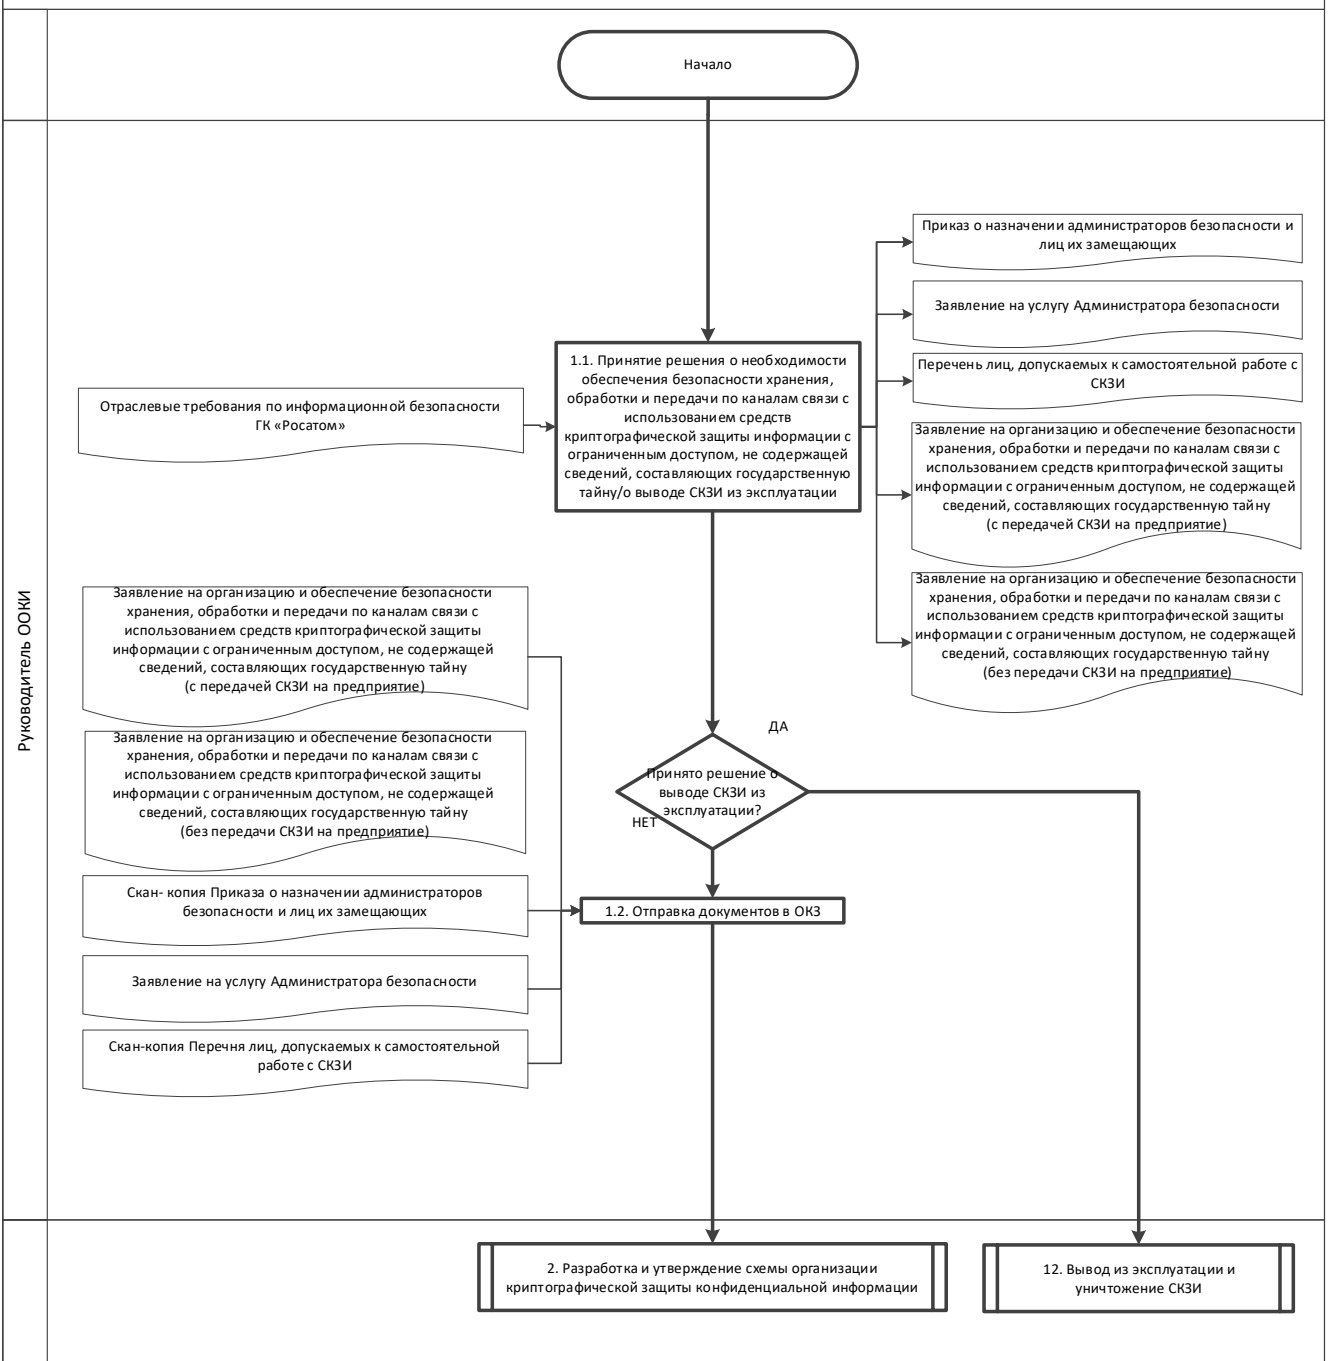 Начало
Руководитель ООКИ
Приказ о назначении администраторов безопасности и
лиц их замещающих
Заявление на услугу Администратора безопасности
Перечень лиц, допускаемых к самостоятельной работе с
СКЗИ
Заявление на организацию и обеспечение безопасности
хранения, обработки и передачи по каналам связи с
использованием средств криптографической защиты
информации с ограниченным доступом, не содержащей
сведений, составляющих государственную тайну
(с передачей СКЗИ на предприятие)
Заявление на организацию и обеспечение безопасности
хранения, обработки и передачи по каналам связи с
использованием средств криптографической защиты
информации с ограниченным доступом, не содержащей
сведений, составляющих государственную тайну
(без передачи СКЗИ на предприятие)
1.1. Принятие решения о необходимости
обеспечения безопасности хранения,
обработки и передачи по каналам связи с
использованием средств
криптографической защиты информации с
ограниченным доступом, не содержащей
сведений, составляющих государственную
тайну/о выводе СКЗИ из эксплуатации
Отраслевые требования по информационной безопасности
ГК «Росатом»
Заявление на организацию и обеспечение безопасности
хранения, обработки и передачи по каналам связи с
использованием средств криптографической защиты
информации с ограниченным доступом, не содержащей
сведений, составляющих государственную тайну
(с передачей СКЗИ на предприятие)
Заявление на организацию и обеспечение безопасности
хранения, обработки и передачи по каналам связи с
использованием средств криптографической защиты
информации с ограниченным доступом, не содержащей
сведений, составляющих государственную тайну
(без передачи СКЗИ на предприятие)
Скан- копия Приказа о назначении администраторов
безопасности и лиц их замещающих
Заявление на услугу Администратора безопасности
Скан-копия Перечня лиц, допускаемых к самостоятельной
работе с СКЗИ
ДА
Принято решение о
выводе СКЗИ из
эксплуатации?
НЕТ
1.2. Отправка документов в ОКЗ
2. Разработка и утверждение схемы организации
криптографической защиты конфиденциальной информации
12. Вывод из эксплуатации и
уничтожение СКЗИ